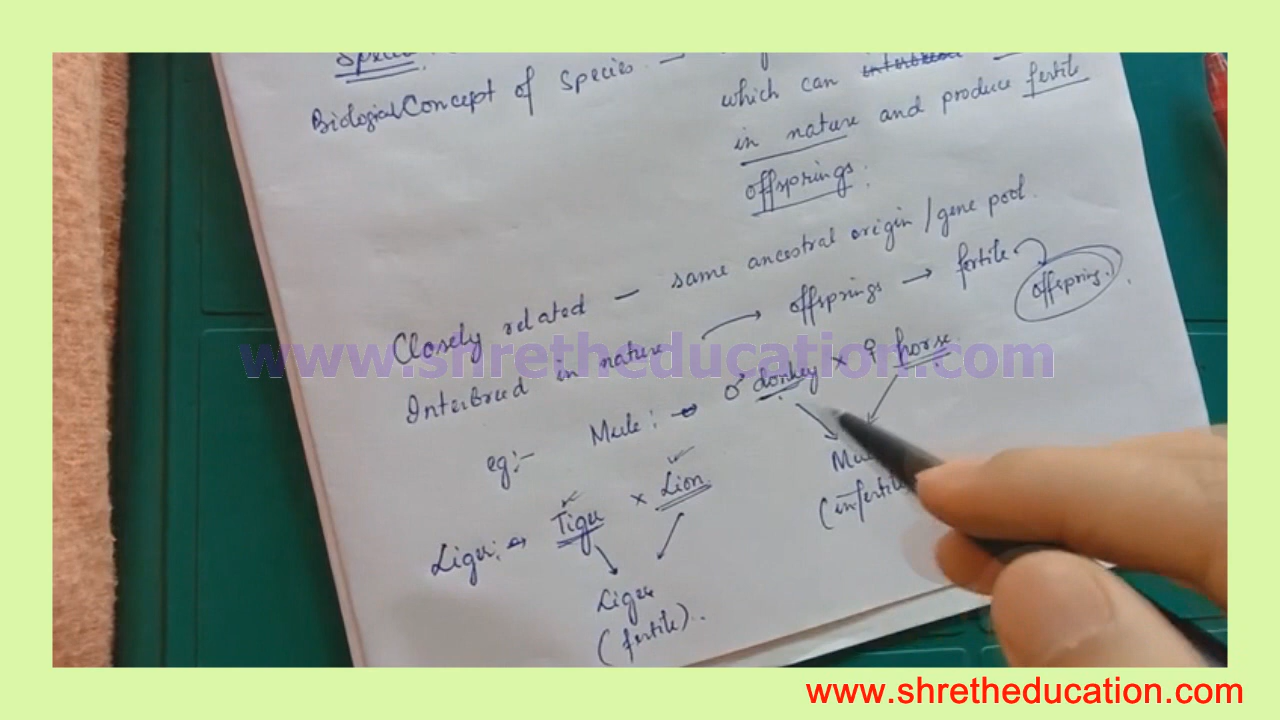 Species
Biological Concept of Species. —
which can interbreed
in nature and produce fertile
offsprings.
Closely related — same ancestral origin / gene pool.
Interbreed in nature → offsprings → fertile
offspring.
eg:- Mule: → ♂ donkey × ♀ horse
(infertile
Liger: → Tiger × Lion
Liger
(fertile).
www.shretheducation.com
www.shretheducation.com